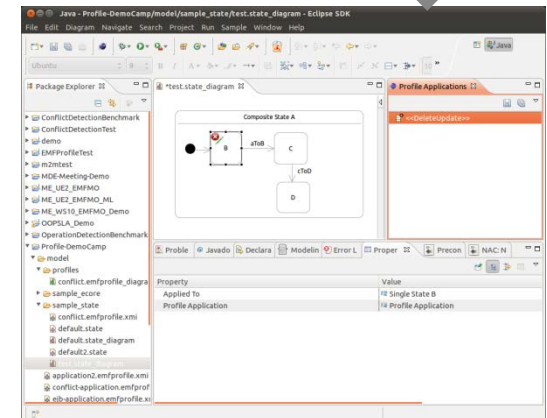 Java - Profile-DemoCamp/model/sample_state/test.state_diagram - Eclipse SDK
File Edit Diagram Navigate Search Project Run Sample Window Help
Java
Ubuntu 9
Package Explorer
*test.state_diagram
Profile Applications
ConflictDetectionBenchmark
ConflictDetectionTest
demo
EMFProfileTest
m2mtest
MDE-Meeting-Demo
ME_UE2_EMFMO
ME_UE2_EMFMO_ML
ME_WS10_EMFMO_Demo
OOPSLA_Demo
OperationDetectionBenchmark
Profile-DemoCamp
model
profiles
conflict.emfprofile_diagra
sample_ecore
sample_state
conflict.emfprofile.xmi
default.state
default.state_diagram
default2.state
test.state_diagram
application2.emfprofile.xmi
conflict-application.emfprof
ejb-application.emfprofile.xi
Composite State A
B
aToB
C
cToD
D
<<DeleteUpdate>>
Proble
Javado
Declara
Modelin
Error L
Proper
Precon
NAC:N
Property Value
Applied To Single State B
Profile Application Profile Application